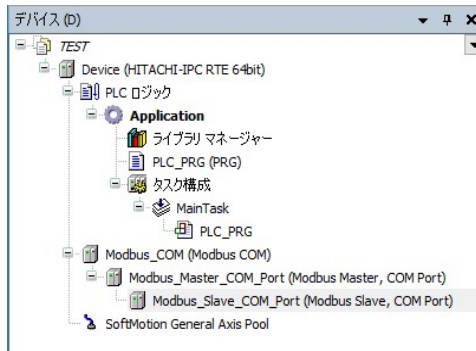 デバイス (D)
TEST
Device (HITACHI-IPC RTE 64bit)
PLC ロジック
Application
ライブラリ マネージャー
PLC_PRG (PRG)
タスク構成
MainTask
PLC_PRG
Modbus_COM (Modbus COM)
Modbus_Master_COM_Port (Modbus Master, COM Port)
Modbus_Slave_COM_Port (Modbus Slave, COM Port)
SoftMotion General Axis Pool